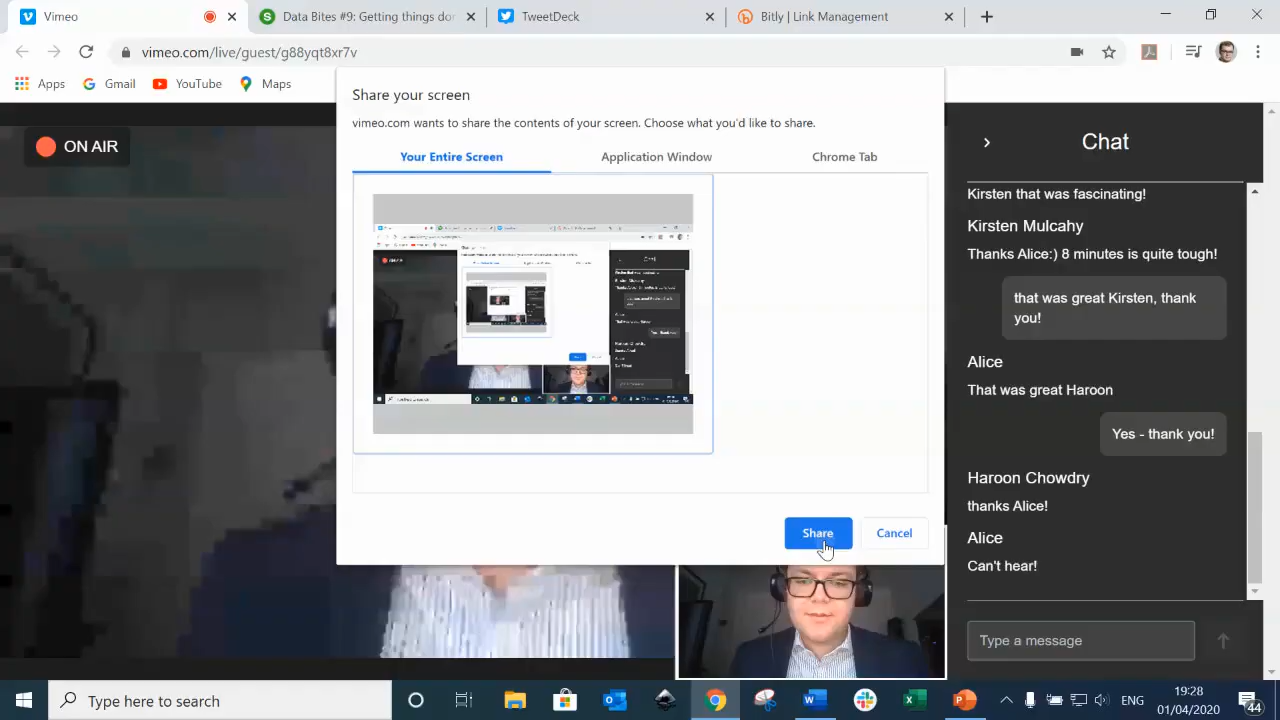 Vimeo
Data Bites #9: Getting things do
TweetDeck
Bitly | Link Management
vimeo.com/live/guest/g88yqt8xr7v
Apps
Gmail
YouTube
Maps
Share your screen
vimeo.com wants to share the contents of your screen. Choose what you'd like to share.
Your Entire Screen
Application Window
Chrome Tab
Share
Cancel
ON AIR
Chat
Kirsten that was fascinating!
Kirsten Mulcahy
Thanks Alice:) 8 minutes is quite tough!
that was great Kirsten, thank
you!
Alice
That was great Haroon
Yes - thank you!
Haroon Chowdry
thanks Alice!
Alice
Can't hear!
Type a message
Type here to search
ENG
19:28
01/04/2020
44